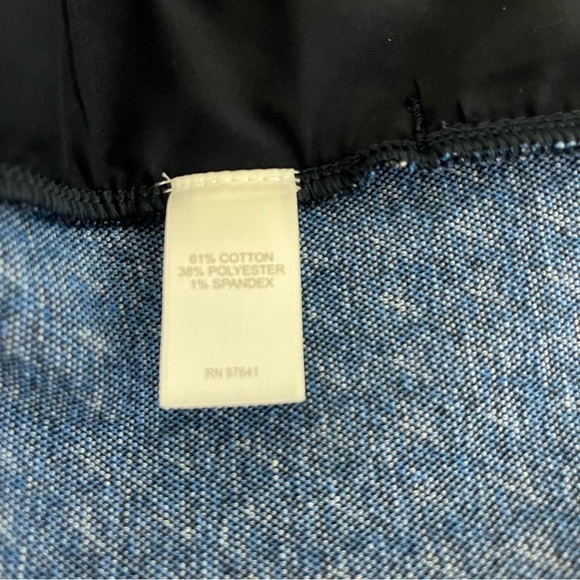 61% COTTON
38% POLYESTER
1% SPANDEX
RN 97641